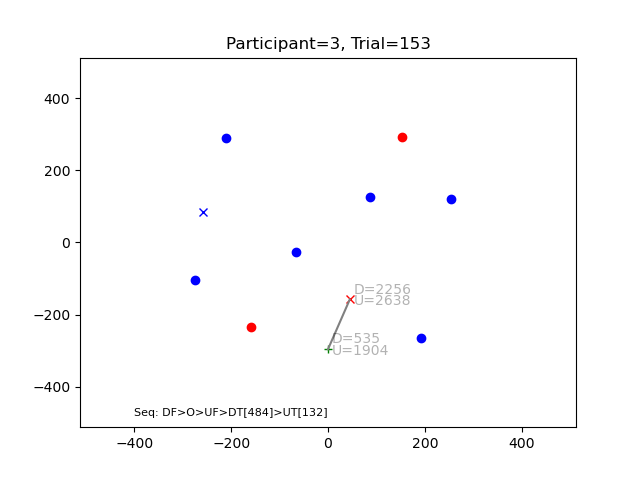 Participant=3, Trial=153
400
200
0
−200
−400
D=2256
U=2638
D=535
U=1904
Seq: DF>O>UF>DT[484]>UT[132]
−400
−200
0
200
400